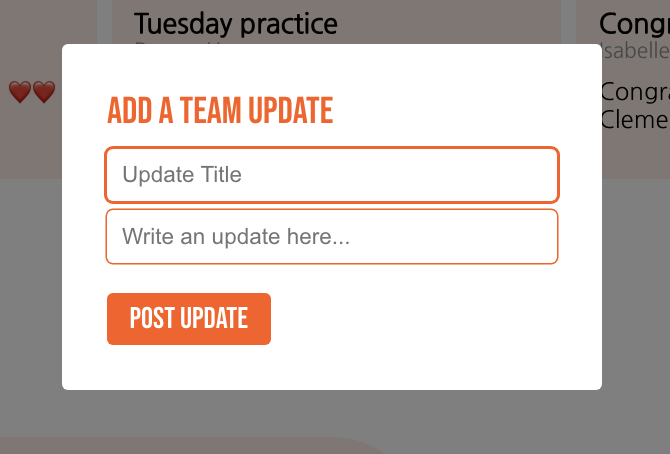 Tuesday practice
Congr
Isabelle
Congra
Cleme
ADD A TEAM UPDATE
Update Title
Write an update here...
POST UPDATE